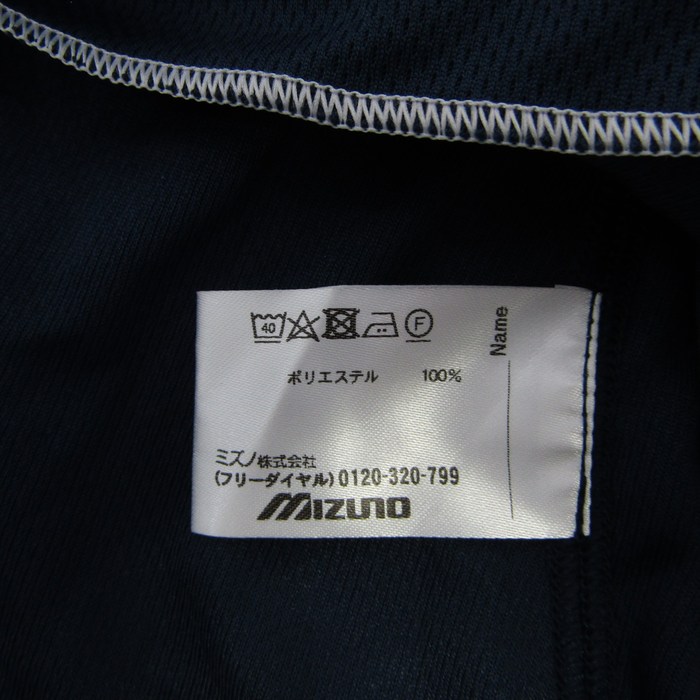 40 F
ポリエステル 100%
ミズノ株式会社
(フリーダイヤル)0120-320-799
MIZUNO
Name